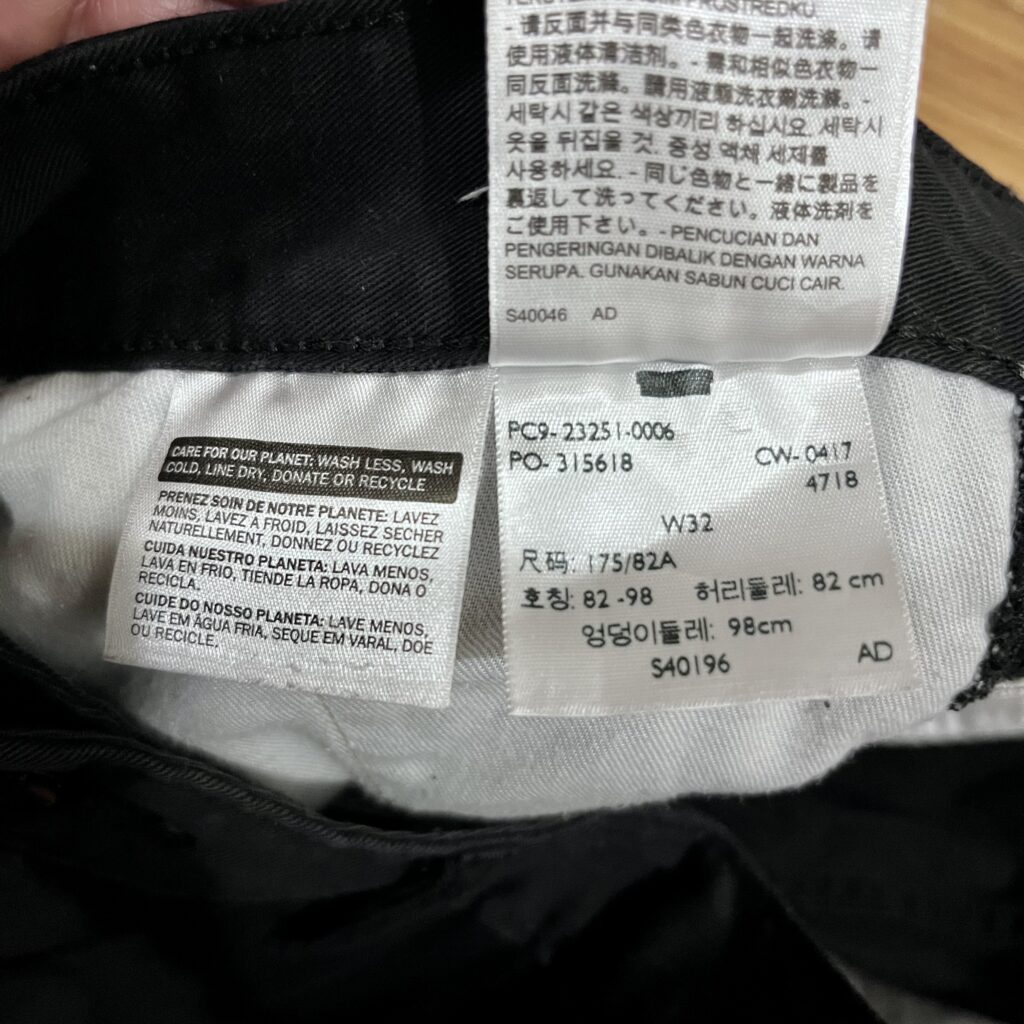 PROSTREDKU.
- 请反面并与同类色衣物一起洗涤。请
使用液体清洁剂。- 需和相似色衣物一
同反面洗滌。請用液類洗衣劑洗滌。-
세탁시 같은 색상끼리 하십시요. 세탁시
옷을 뒤집을 것. 중성 액체 세제를
사용하세요. - 同じ色物と一緒に製品を
裏返して洗ってください。液体洗剤を
ご使用下さい。- PENCUCIAN DAN
PENGERINGAN DIBALIK DENGAN WARNA
SERUPA. GUNAKAN SABUN CUCI CAIR.
S40046 AD
CARE FOR OUR PLANET: WASH LESS, WASH
COLD, LINE DRY, DONATE OR RECYCLE
PRENEZ SOIN DE NOTRE PLANETE: LAVEZ
MOINS, LAVEZ A FROID, LAISSEZ SECHER
NATURELLEMENT, DONNEZ OU RECYCLEZ
CUIDA NUESTRO PLANETA: LAVA MENOS,
LAVA EN FRIO, TIENDE LA ROPA, DONA O
RECICLA.
CUIDE DO NOSSO PLANETA: LAVE MENOS,
LAVE EM ÁGUA FRIA, SEQUE EM VARAL, DOE
OU RECICLE.
PC9- 23251-0006
PO- 315618 CW- 0417
4718
W32
尺码: 175/82A
호칭: 82 -98 허리둘레: 82 cm
엉덩이둘레: 98cm
S40196 AD